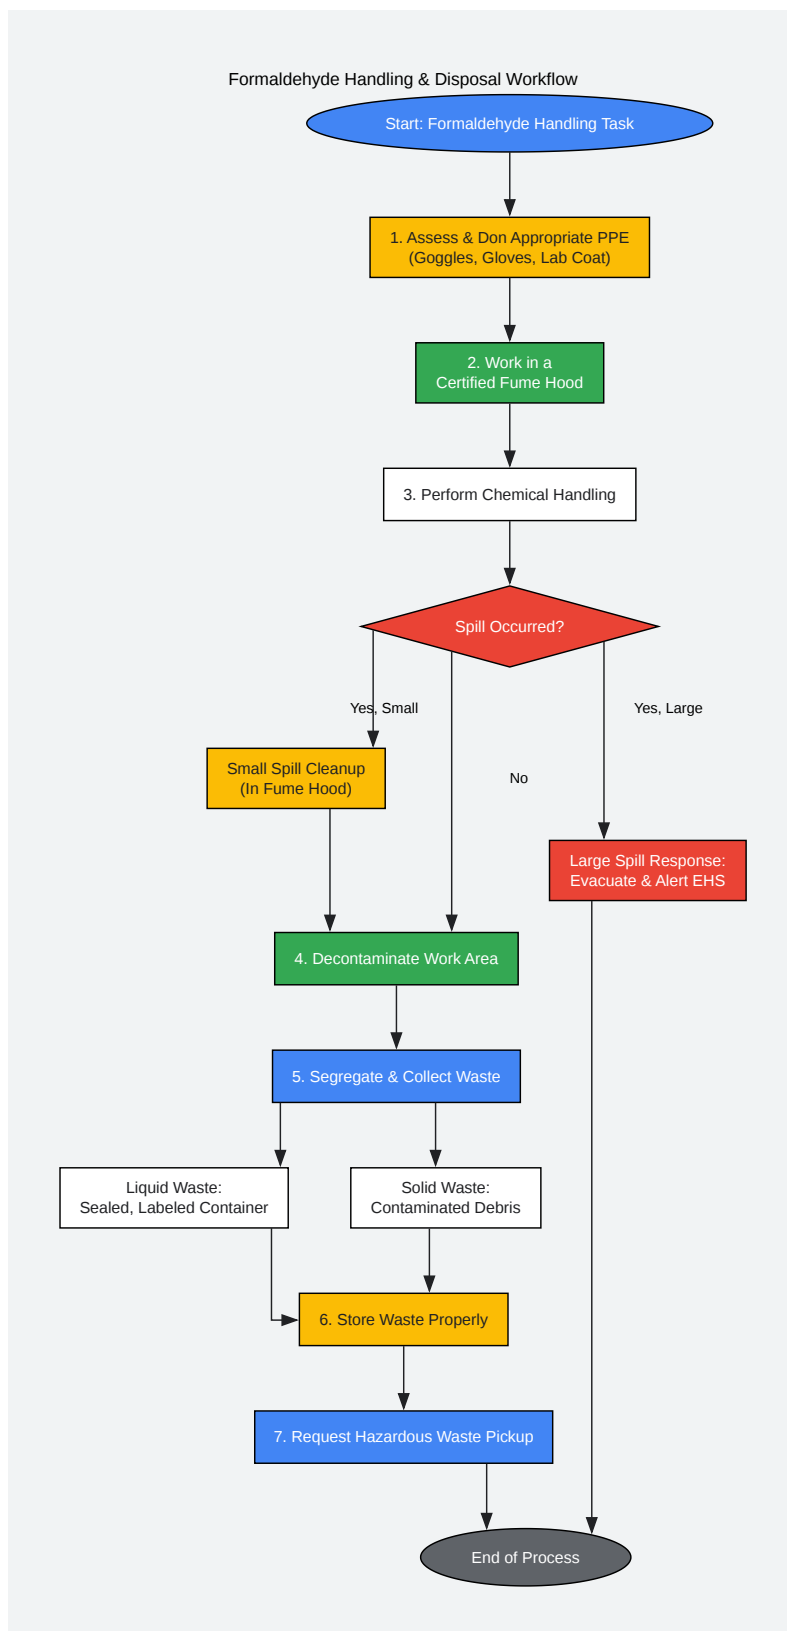 Formaldehyde Handling & Disposal Workflow
Start: Formaldehyde Handling Task
1. Assess & Don Appropriate PPE
(Goggles, Gloves, Lab Coat)
2. Work in a
Certified Fume Hood
3. Perform Chemical Handling
Spill Occurred?
Yes, Small
Yes, Large
Small Spill Cleanup
(In Fume Hood)
No
Large Spill Response:
Evacuate & Alert EHS
4. Decontaminate Work Area
5. Segregate & Collect Waste
Liquid Waste:
Sealed, Labeled Container
Solid Waste:
Contaminated Debris
6. Store Waste Properly
7. Request Hazardous Waste Pickup
End of Process